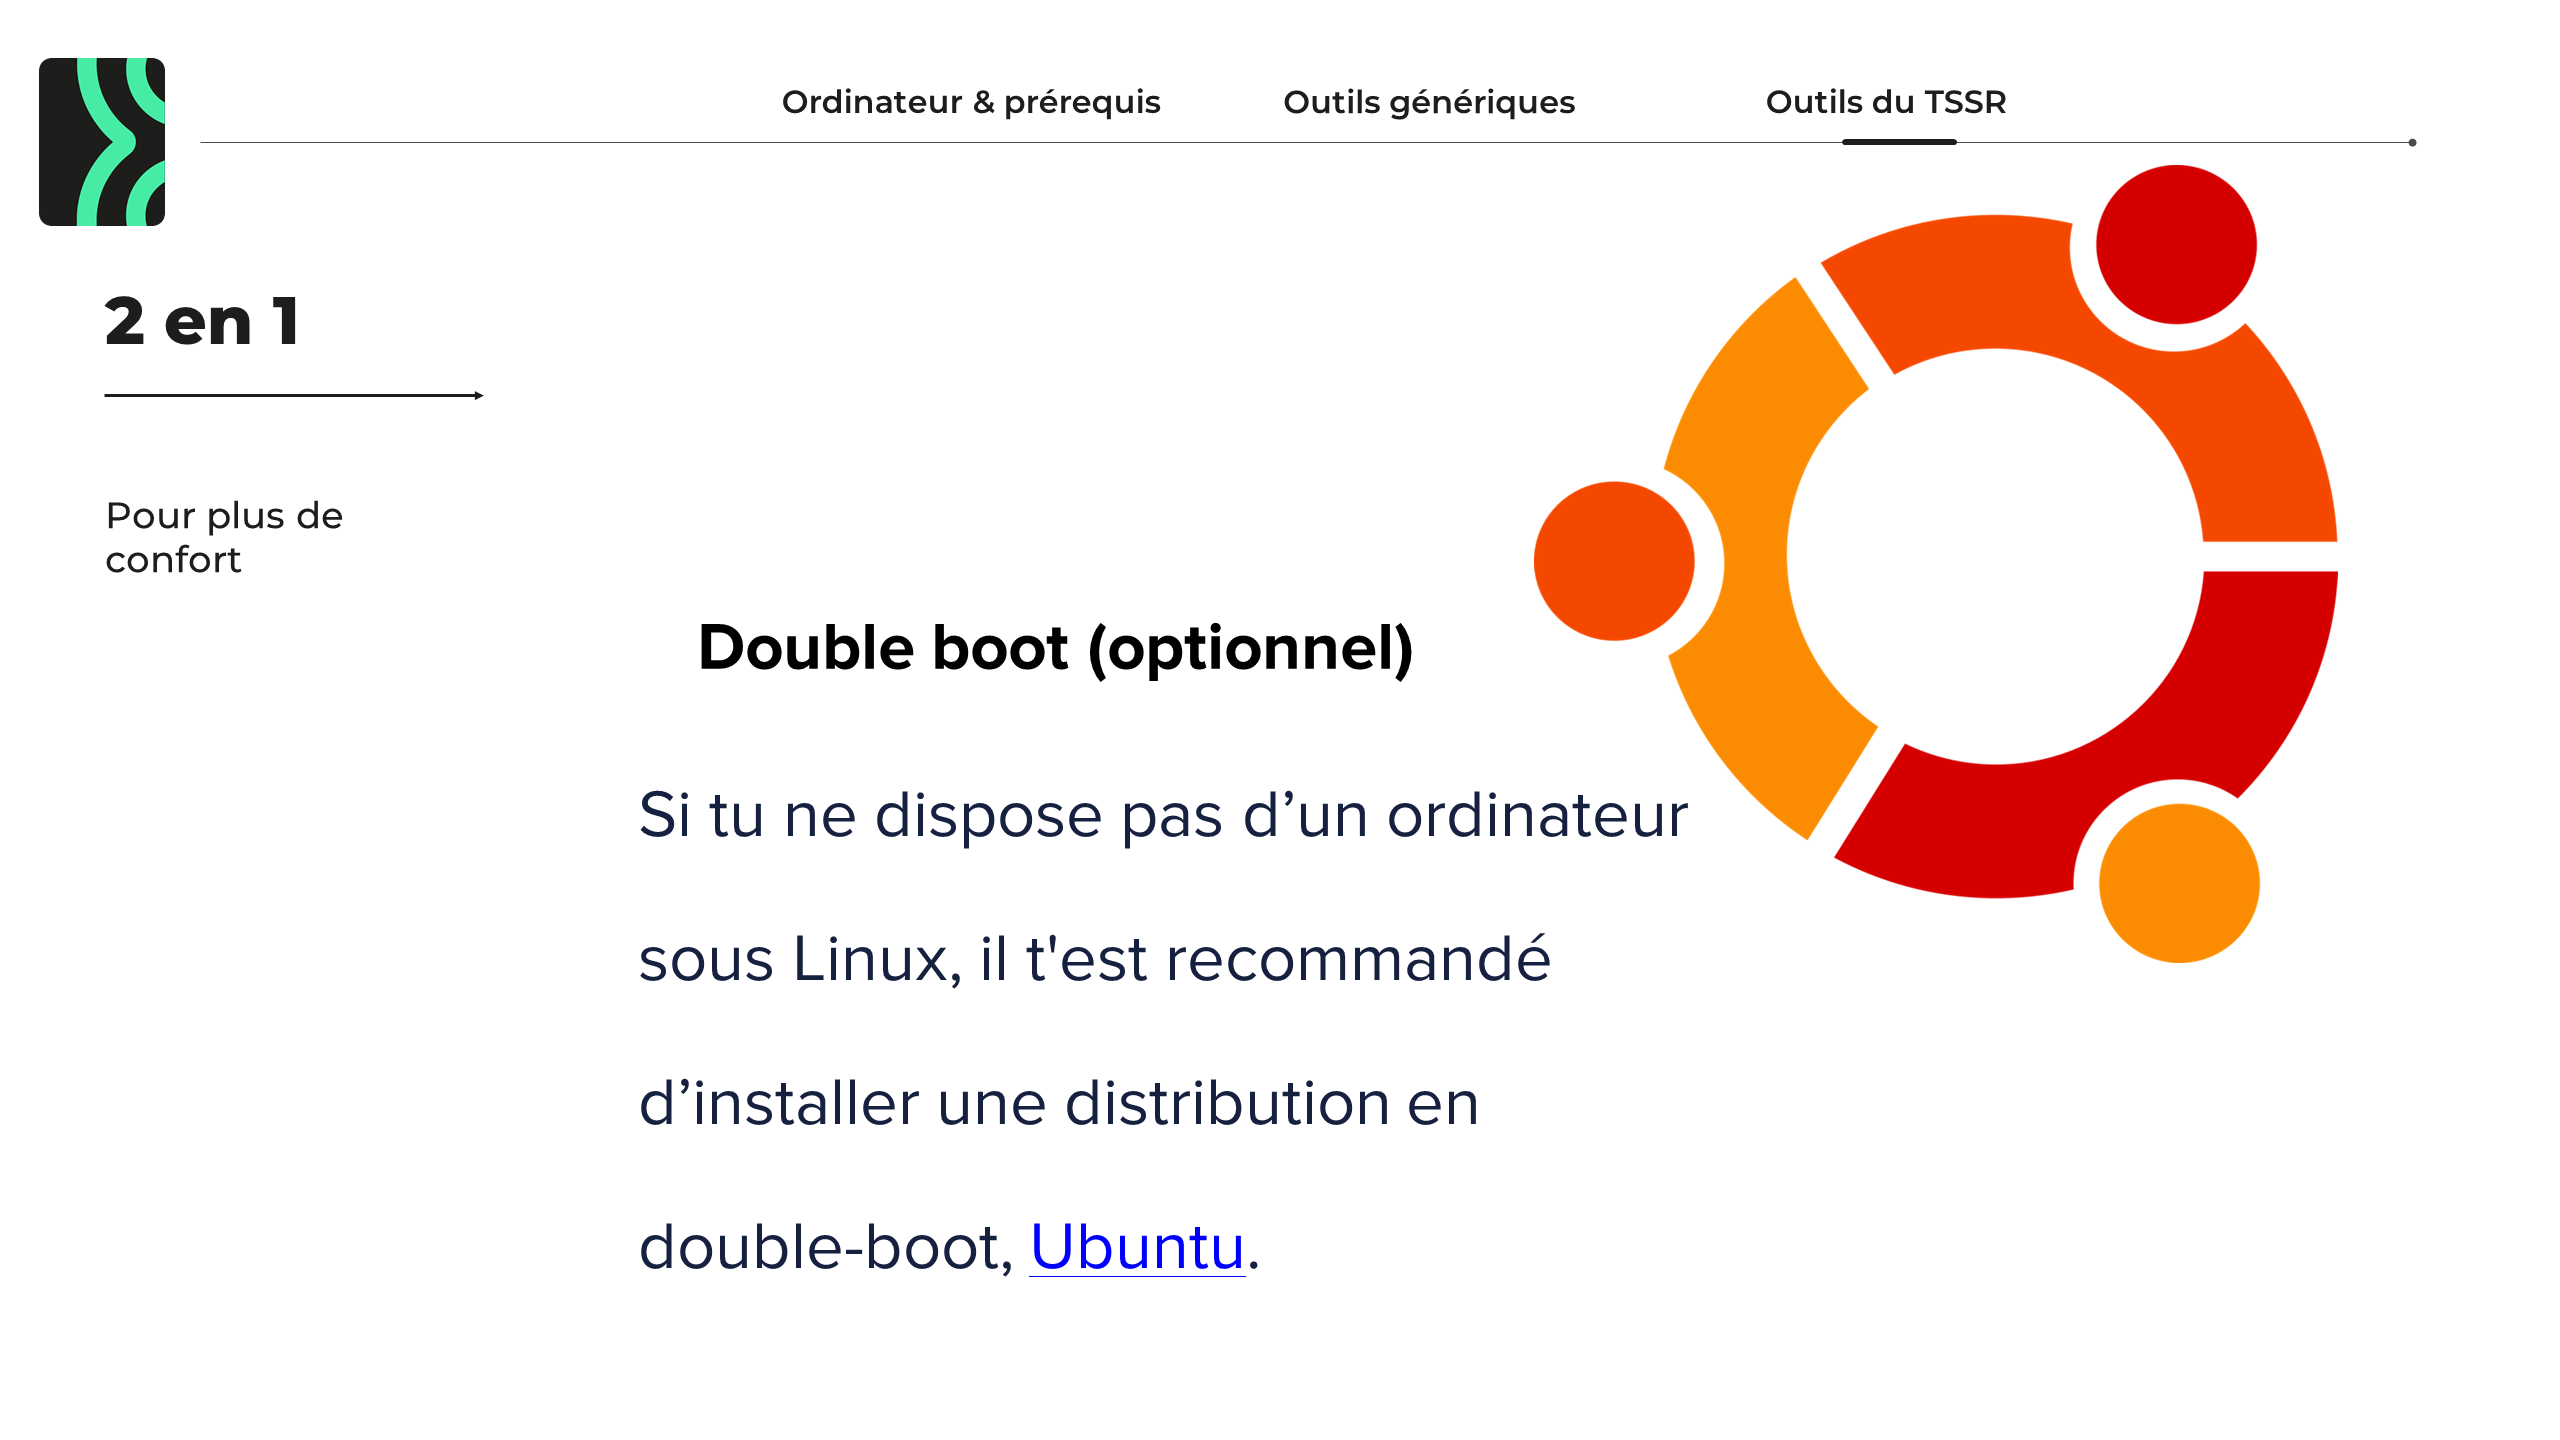 Ordinateur & prérequis
Outils génériques
Outils du TSSR
2 en 1
Pour plus de
confort
Double boot (optionnel)
Si tu ne dispose pas d’un ordinateur
sous Linux, il t'est recommandé
d’installer une distribution en
double-boot, Ubuntu.